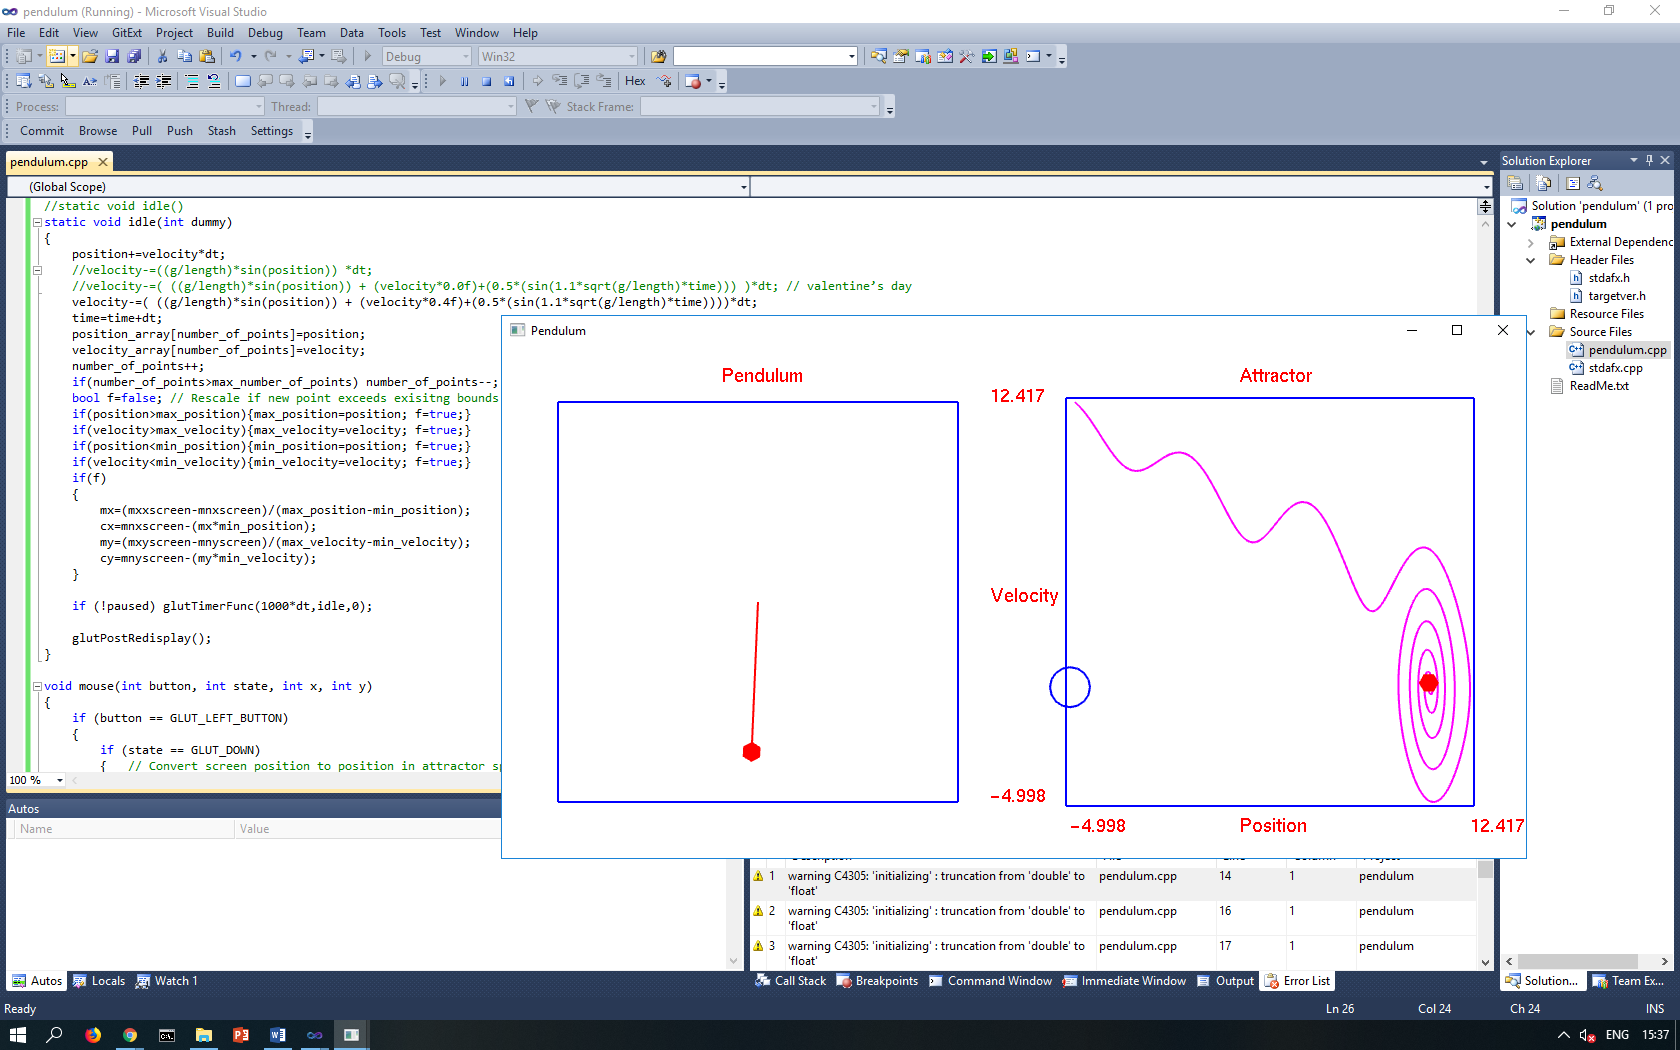 pendulum (Running) - Microsoft Visual Studio
File Edit View GitExt Project Build Debug Team Data Tools Test Window Help
Debug Win32
Hex
Process: Thread: Stack Frame:
Commit Browse Pull Push Stash Settings
pendulum.cpp
(Global Scope)
//static void idle()
static void idle(int dummy)
{
position+=velocity*dt;
//velocity-=((g/length)*sin(position)) *dt;
//velocity-=( ((g/length)*sin(position)) + (velocity*0.0f)+(0.5*(sin(1.1*sqrt(g/length)*time))) )*dt; // valentine’s day
velocity-=( ((g/length)*sin(position)) + (velocity*0.4f)+(0.5*(sin(1.1*sqrt(g/length)*time))))*dt;
time=time+dt;
position_array[number_of_points]=position;
velocity_array[number_of_points]=velocity;
number_of_points++;
if(number_of_points>max_number_of_points) number_of_points--;
bool f=false; // Rescale if new point exceeds exisitng bounds
if(position>max_position){max_position=position; f=true;}
if(velocity>max_velocity){max_velocity=velocity; f=true;}
if(position<min_position){min_position=position; f=true;}
if(velocity<min_velocity){min_velocity=velocity; f=true;}
if(f)
{
mx=(mxxscreen-mnxscreen)/(max_position-min_position);
cx=mnxscreen-(mx*min_position);
my=(mxyscreen-mnyscreen)/(max_velocity-min_velocity);
cy=mnyscreen-(my*min_velocity);
}
if (!paused) glutTimerFunc(1000*dt,idle,0);
glutPostRedisplay();
}
void mouse(int button, int state, int x, int y)
{
if (button == GLUT_LEFT_BUTTON)
{
if (state == GLUT_DOWN)
{ // Convert screen position to position in attractor sp
100 %
Pendulum
Pendulum
Attractor
12.417
Velocity
-4.998
-4.998 Position 12.417
Solution Explorer
Solution 'pendulum' (1 pro
pendulum
External Dependenc
Header Files
stdafx.h
targetver.h
Resource Files
Source Files
pendulum.cpp
stdafx.cpp
ReadMe.txt
Autos
Name Value
1 warning C4305: 'initializing' : truncation from 'double' to 'float' pendulum.cpp 14 1 pendulum
2 warning C4305: 'initializing' : truncation from 'double' to 'float' pendulum.cpp 16 1 pendulum
3 warning C4305: 'initializing' : truncation from 'double' to 'float' pendulum.cpp 17 1 pendulum
Autos Locals Watch 1
Call Stack Breakpoints Command Window Immediate Window Output Error List
Solution... Team Ex...
Ready Ln 26 Col 24 Ch 24 INS
ENG 15:37